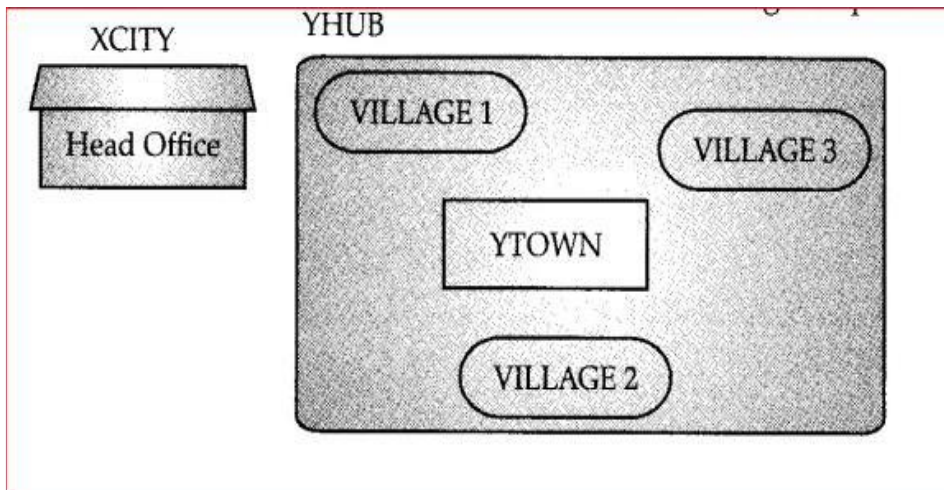 XCITY
Head Office
YHUB
VILLAGE 1
VILLAGE 3
YTOWN
VILLAGE 2